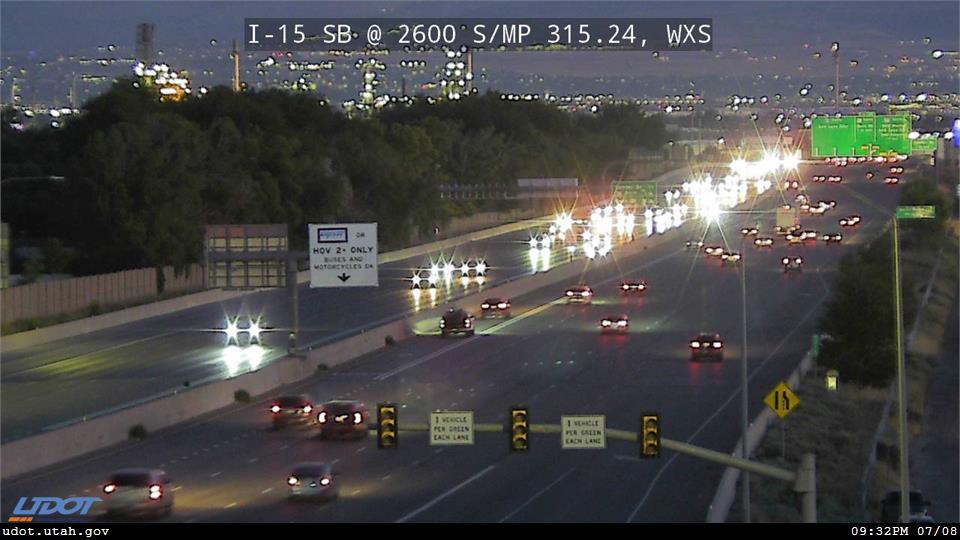 I-15 SB @ 2600 S/MP 315.24, WXS
OR
HOV 2+ ONLY
BUSES AND
MOTORCYCLES OK
1 VEHICLE
PER GREEN
EACH LANE
1 VEHICLE
PER GREEN
EACH LANE
UDOT
udot.utah.gov
09:32PM 07/08